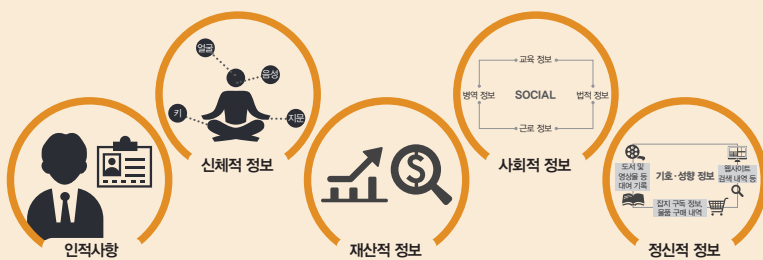 인적사항
얼굴
음성
키
지문
신체적 정보
$
재산적 정보
교육 정보
병역 정보
SOCIAL
법적 정보
근로 정보
사회적 정보
도서 및
영상물 등
대여 기록
기호·성향 정보
웹사이트
검색 내역 등
잡지 구독 정보,
물품 구매 내역
정신적 정보